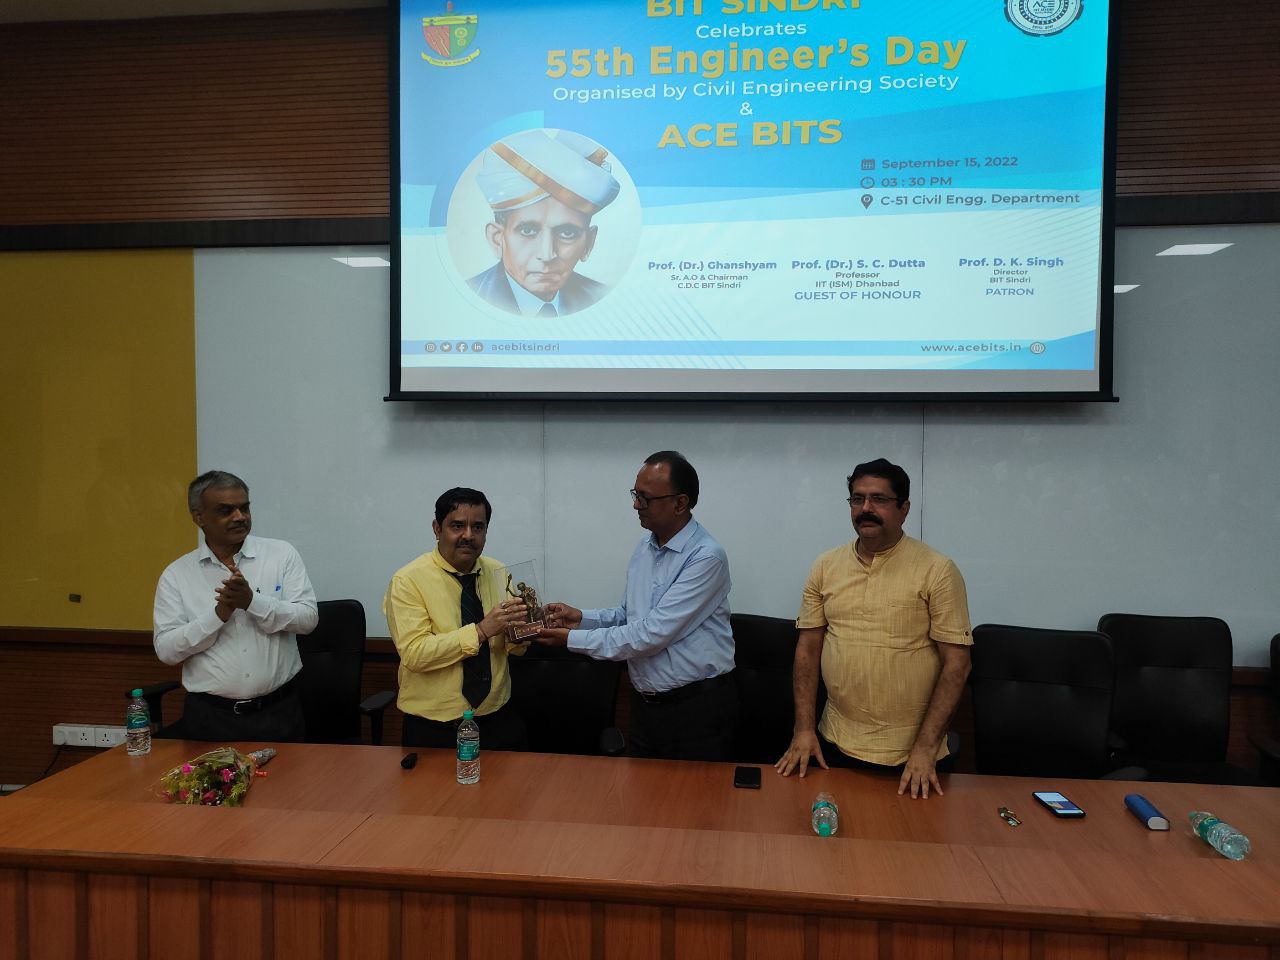 BIT SINDRI
Celebrates
55th Engineer's Day
Organised by Civil Engineering Society
&
ACE BITS
September 15, 2022
03 : 30 PM
C-51 Civil Engg. Department
Prof. (Dr.) Ghanshyam
Sr. A.O & Chairman
C.D.C BIT Sindri
Prof. (Dr.) S. C. Dutta
Professor
IIT (ISM) Dhanbad
GUEST OF HONOUR
Prof. D. K. Singh
Director
BIT Sindri
PATRON
acebitsindri
www.acebits.in
ACE